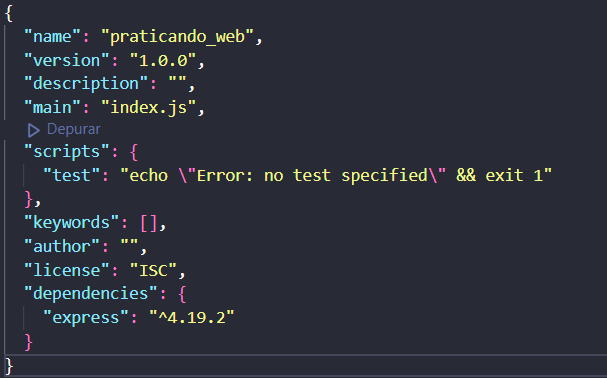 {
"name": "praticando_web",
"version": "1.0.0",
"description": "",
"main": "index.js",
Depurar
"scripts": {
"test": "echo \"Error: no test specified\" && exit 1"
},
"keywords": [],
"author": "",
"license": "ISC",
"dependencies": {
"express": "^4.19.2"
}
}